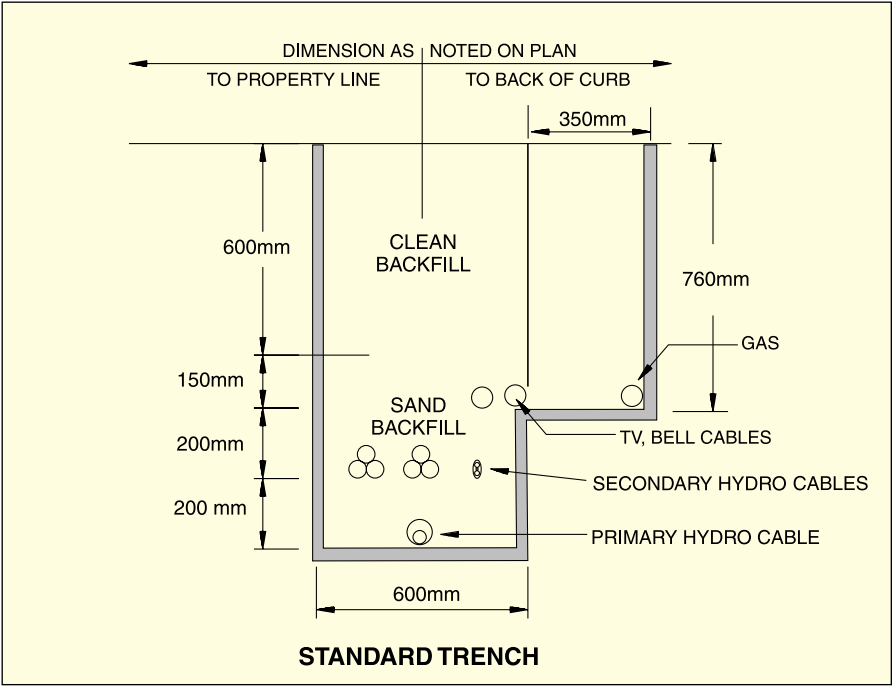 DIMENSION AS NOTED ON PLAN
TO PROPERTY LINE TO BACK OF CURB
350mm
600mm
CLEAN
BACKFILL
760mm
GAS
150mm
SAND
BACKFILL
TV, BELL CABLES
200mm
SECONDARY HYDRO CABLES
200 mm
PRIMARY HYDRO CABLE
600mm
STANDARD TRENCH